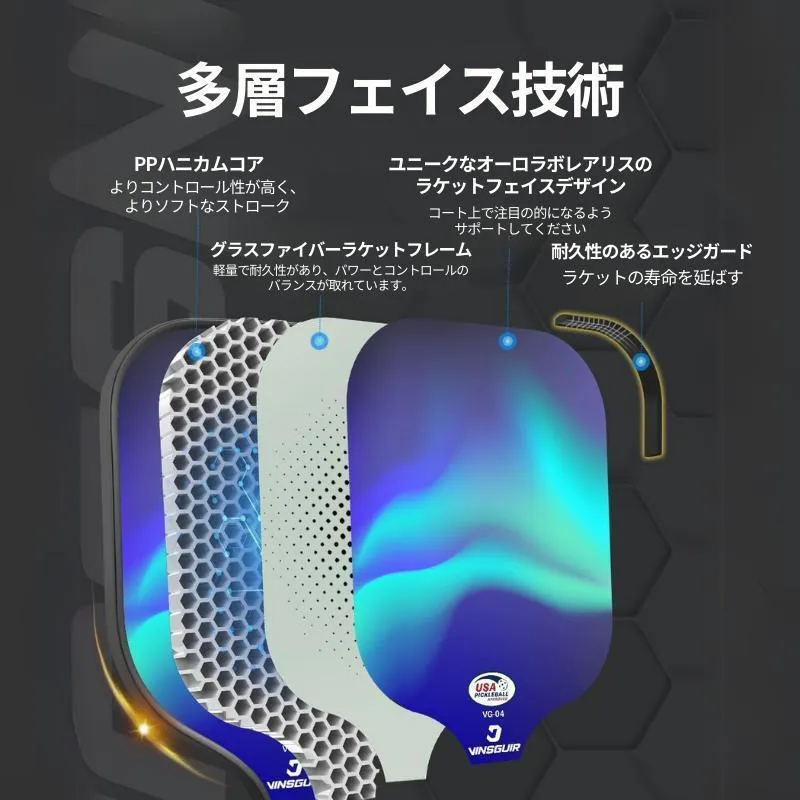 多層フェイス技術
PPハニカムコア
よりコントロール性が高く、
よりソフトなストローク
ユニークなオーロラボレアリスの
ラケットフェイスデザイン
コート上で注目の的になるよう
サポートしてください
グラスファイバーラケットフレーム
軽量で耐久性があり、パワーとコントロールの
バランスが取れています。
耐久性のあるエッジガード
ラケットの寿命を延ばす
USA
PICKLEBALL
APPROVED
VG-04
VINSGUIR
VINSGU